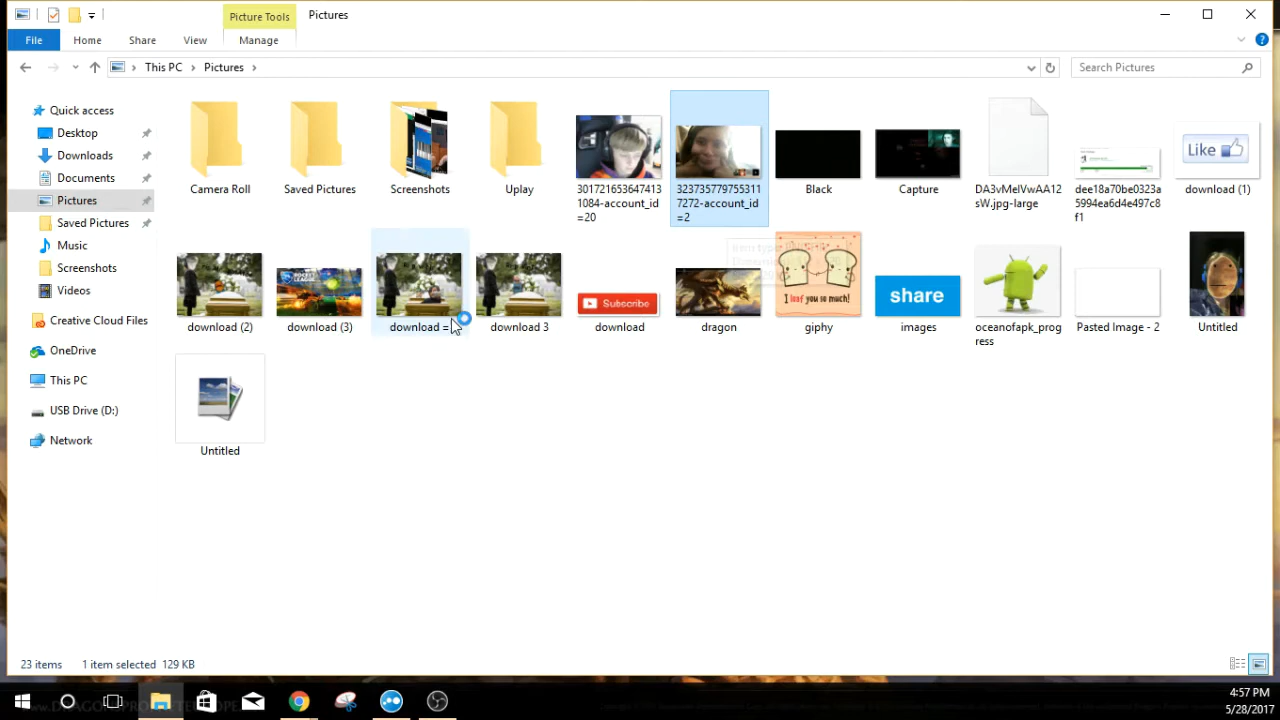 Picture Tools
Pictures
File
Home
Share
View
Manage
This PC
Pictures
Search Pictures
Quick access
Desktop
Downloads
Documents
Pictures
Saved Pictures
Music
Screenshots
Videos
Creative Cloud Files
OneDrive
This PC
USB Drive (D:)
Network
Camera Roll
Saved Pictures
Screenshots
Uplay
301721653647413
1084-account_id
=20
323735779755311
7272-account_id
=2
Black
Capture
DA3vMelVwAA12
sW.jpg-large
dee18a70be0323a
5994ea6d4e497c8
f1
Like
download (1)
download (2)
ROCKET
LEAGUE
download (3)
download =
download 3
Subscribe
download
dragon
I loaf you so much!
giphy
share
images
oceanofapk_prog
ress
Pasted Image - 2
Untitled
Untitled
23 items
1 item selected 129 KB
4:57 PM
5/28/2017